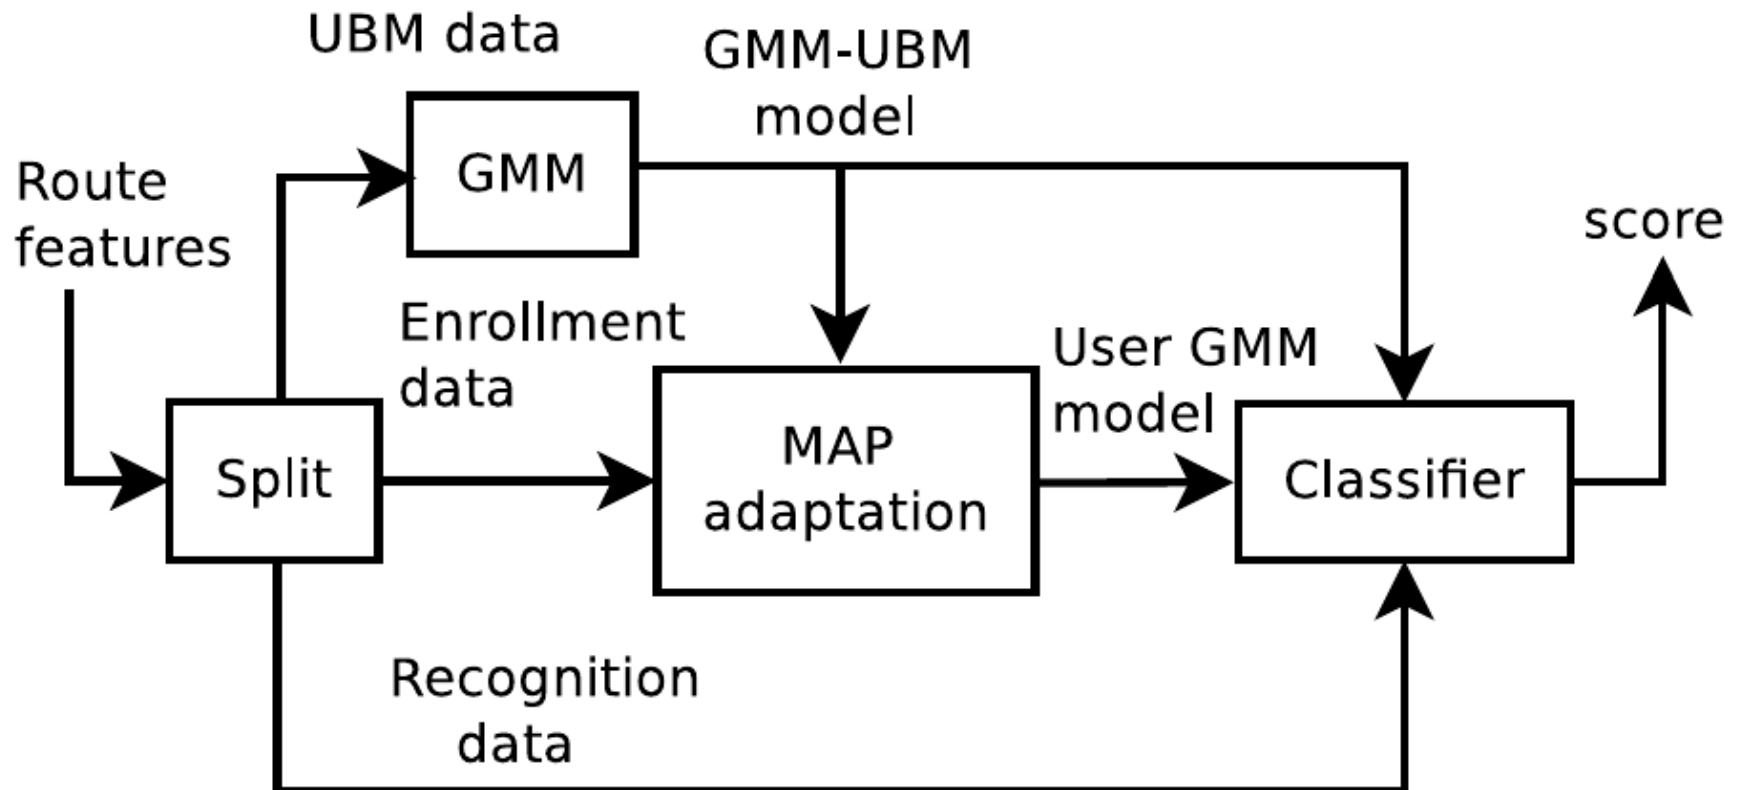 UBM data
GMM-UBM
model
GMM
Route
features
score
Enrollment
data
User GMM
model
Split
MAP
adaptation
Classifier
Recognition
data